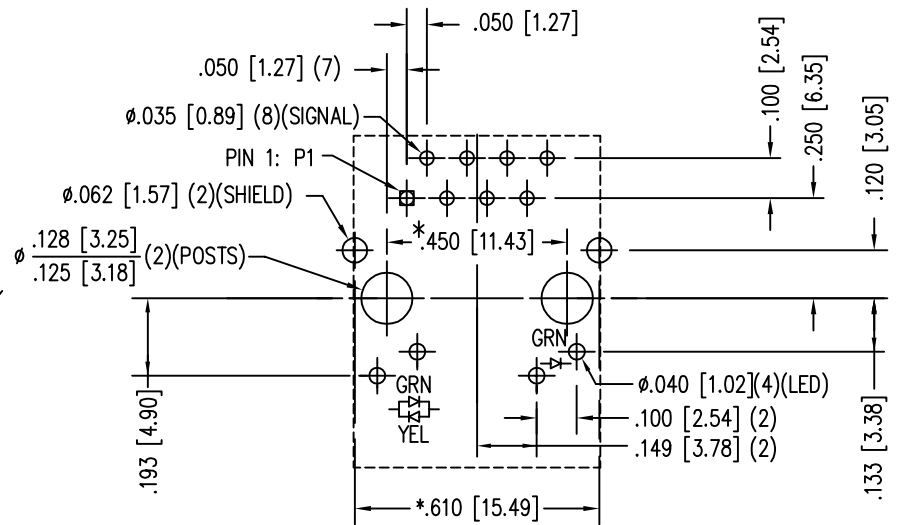 .050 [1.27]
.050 [1.27] (7)
ø.035 [0.89] (8)(SIGNAL)
PIN 1: P1
ø.062 [1.57] (2)(SHIELD)
ø .128 [3.25]
.125 [3.18] (2)(POSTS)
*.450 [11.43]
.100 [2.54]
.250 [6.35]
.120 [3.05]
GRN
GRN
YEL
ø.040 [1.02](4)(LED)
.100 [2.54] (2)
.149 [3.78] (2)
.193 [4.90]
.133 [3.38]
*.610 [15.49]